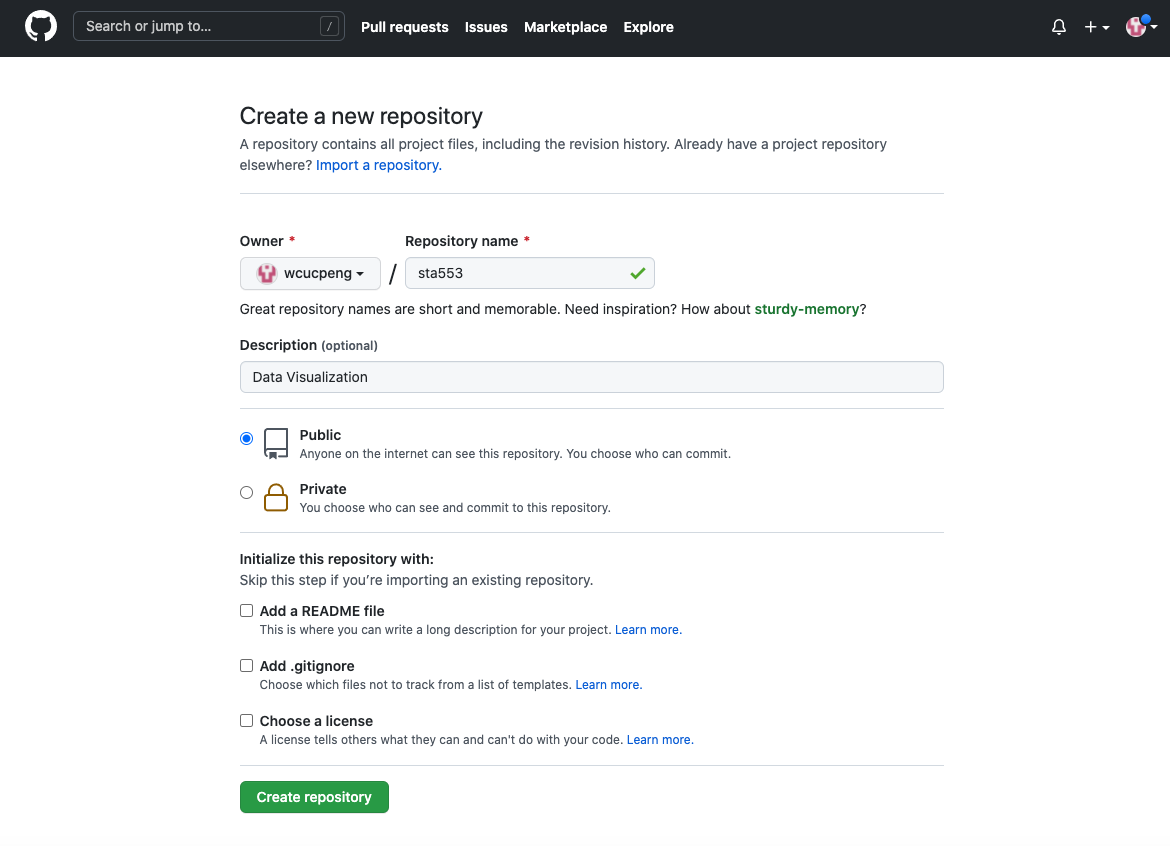 Search or jump to...
/
Pull requests
Issues
Marketplace
Explore
Create a new repository
A repository contains all project files, including the revision history. Already have a project repository
elsewhere? Import a repository.
Owner *
Repository name *
wcucpeng
/
sta553
Great repository names are short and memorable. Need inspiration? How about sturdy-memory?
Description (optional)
Data Visualization
Public
Anyone on the internet can see this repository. You choose who can commit.
Private
You choose who can see and commit to this repository.
Initialize this repository with:
Skip this step if you’re importing an existing repository.
Add a README file
This is where you can write a long description for your project. Learn more.
Add .gitignore
Choose which files not to track from a list of templates. Learn more.
Choose a license
A license tells others what they can and can't do with your code. Learn more.
Create repository